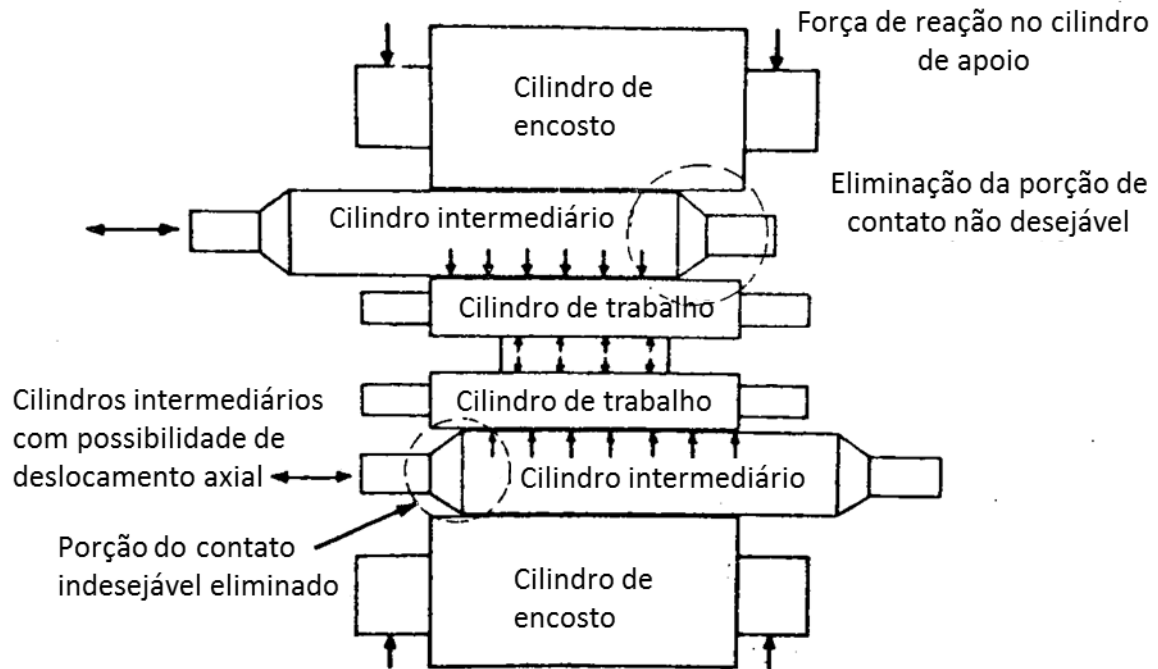 Força de reação no cilindro
de apoio
Cilindro de
encosto
Eliminação da porção de
contato não desejável
Cilindro intermediário
Cilindro de trabalho
Cilindro de trabalho
Cilindros intermediários
com possibilidade de
deslocamento axial
Cilindro intermediário
Porção do contato
indesejável eliminado
Cilindro de
encosto